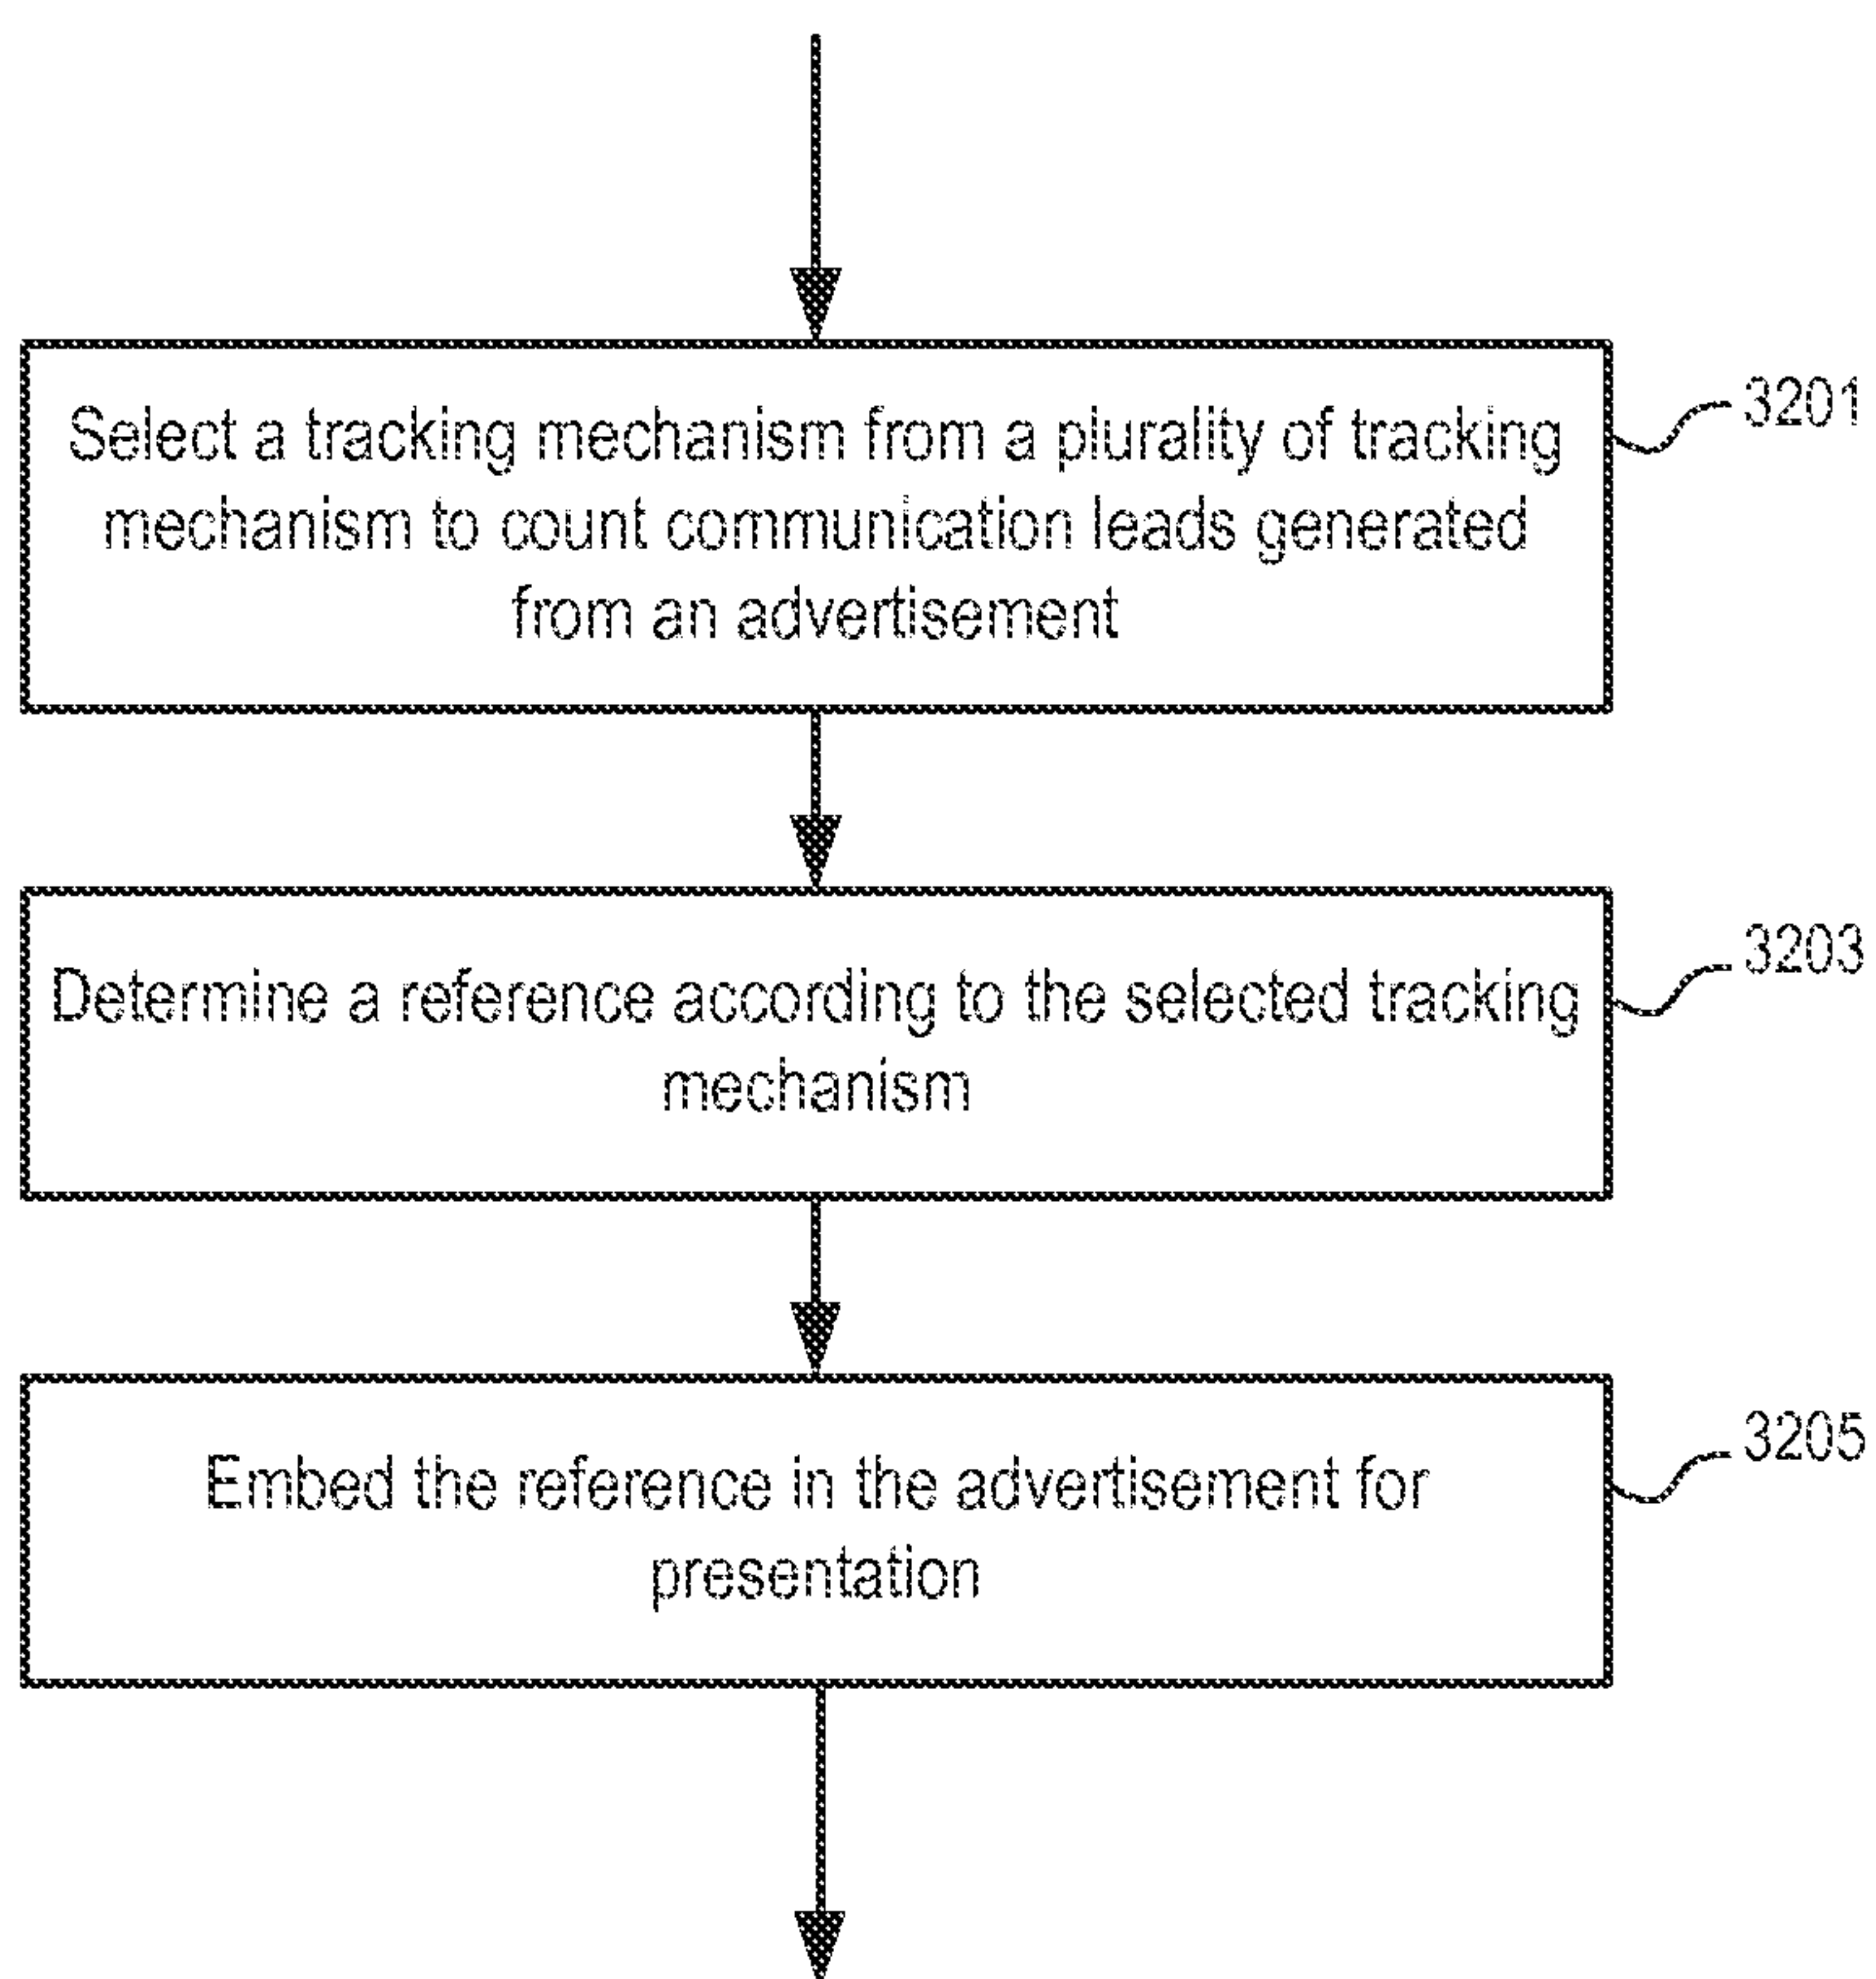 Select a tracking mechanism from a plurality of tracking
mechanism to count communication leads generated
from an advertisement
3201
Determine a reference according to the selected tracking
mechanism
3203
Embed the reference in the advertisement for
presentation
3205